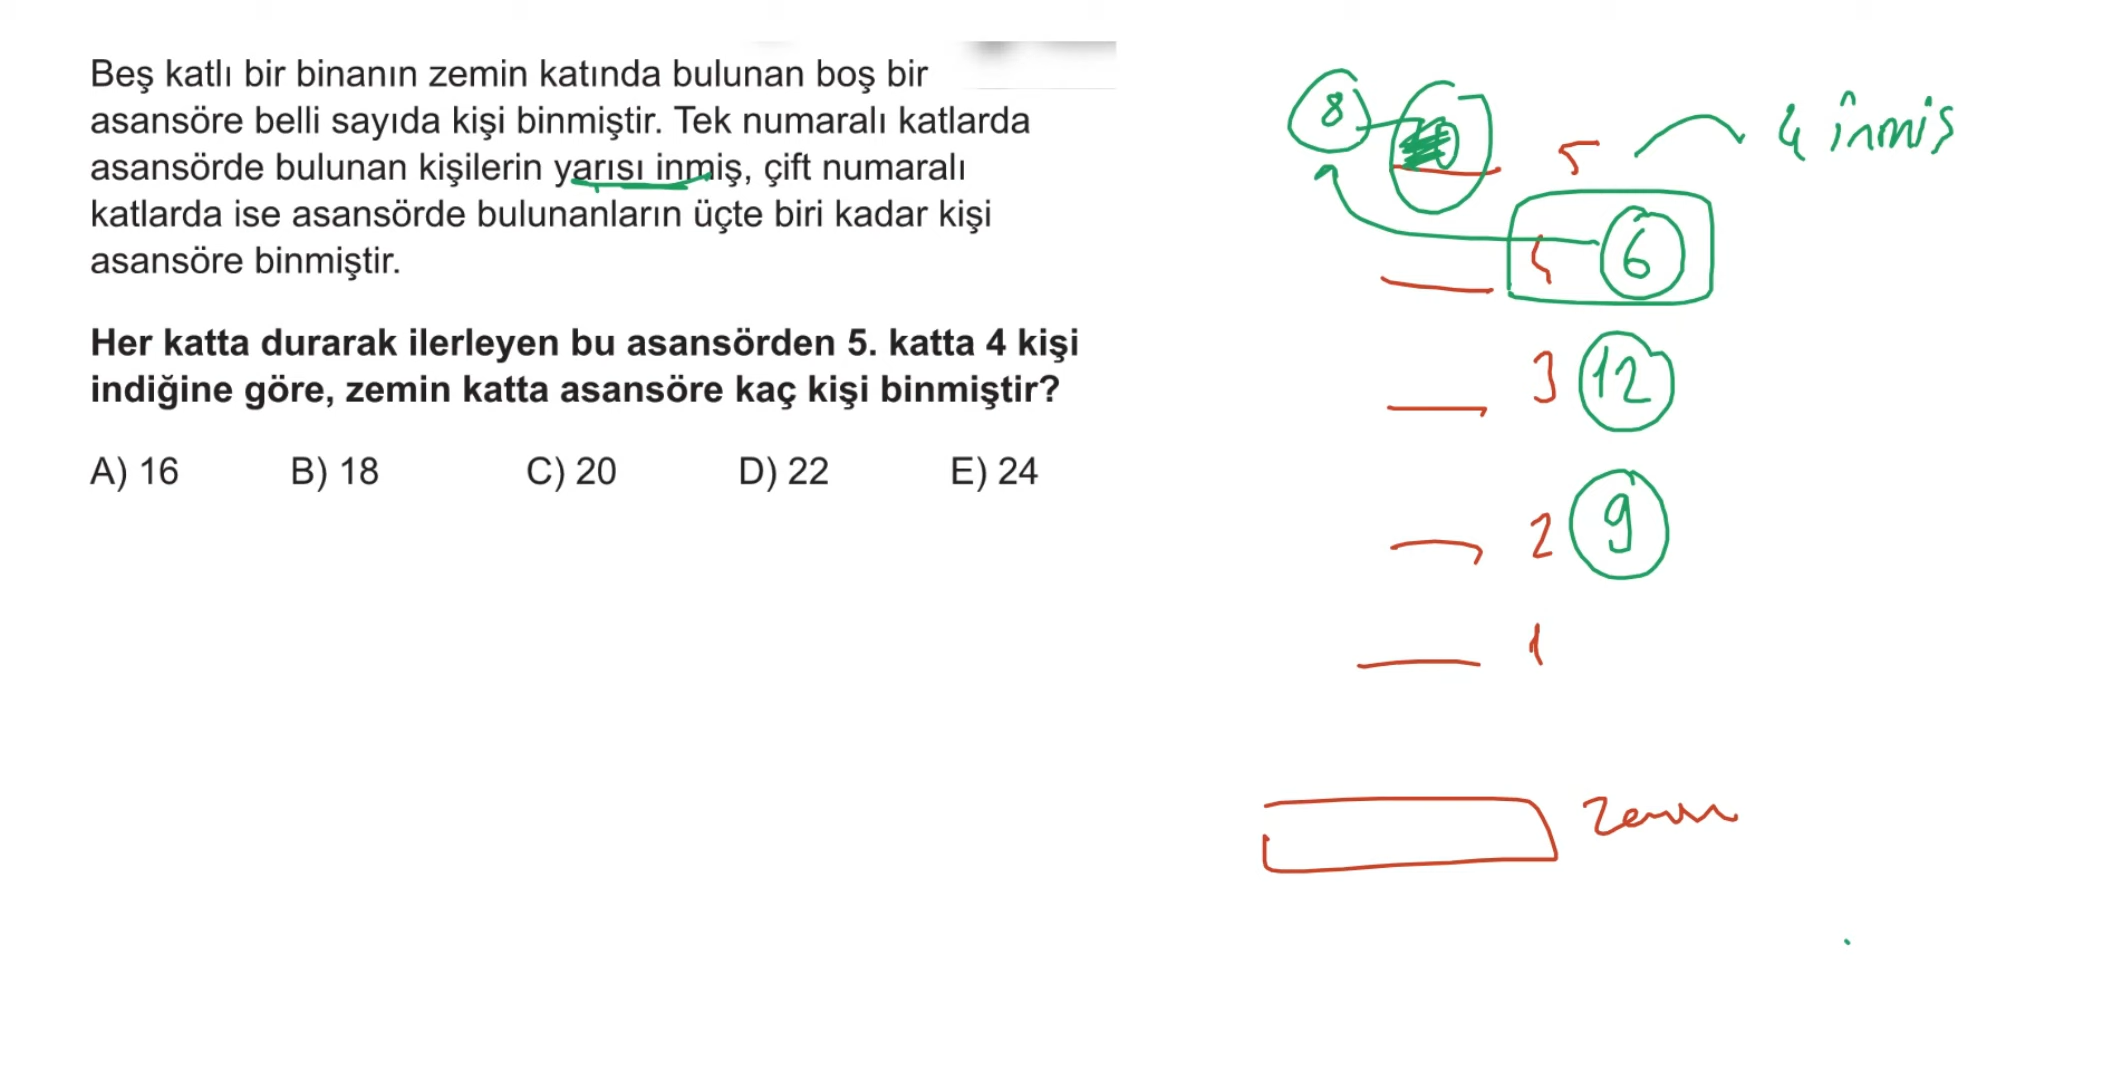 Beş katlı bir binanın zemin katında bulunan boş bir
asansöre belli sayıda kişi binmiştir. Tek numaralı katlarda
asansörde bulunan kişilerin yarısı inmiş, çift numaralı
katlarda ise asansörde bulunanların üçte biri kadar kişi
asansöre binmiştir.
Her katta durarak ilerleyen bu asansörden 5. katta 4 kişi
indiğine göre, zemin katta asansöre kaç kişi binmiştir?
A) 16 B) 18 C) 20 D) 22 E) 24
8 5 4 inmiş
4 6
3 12
2 9
1
Zemin